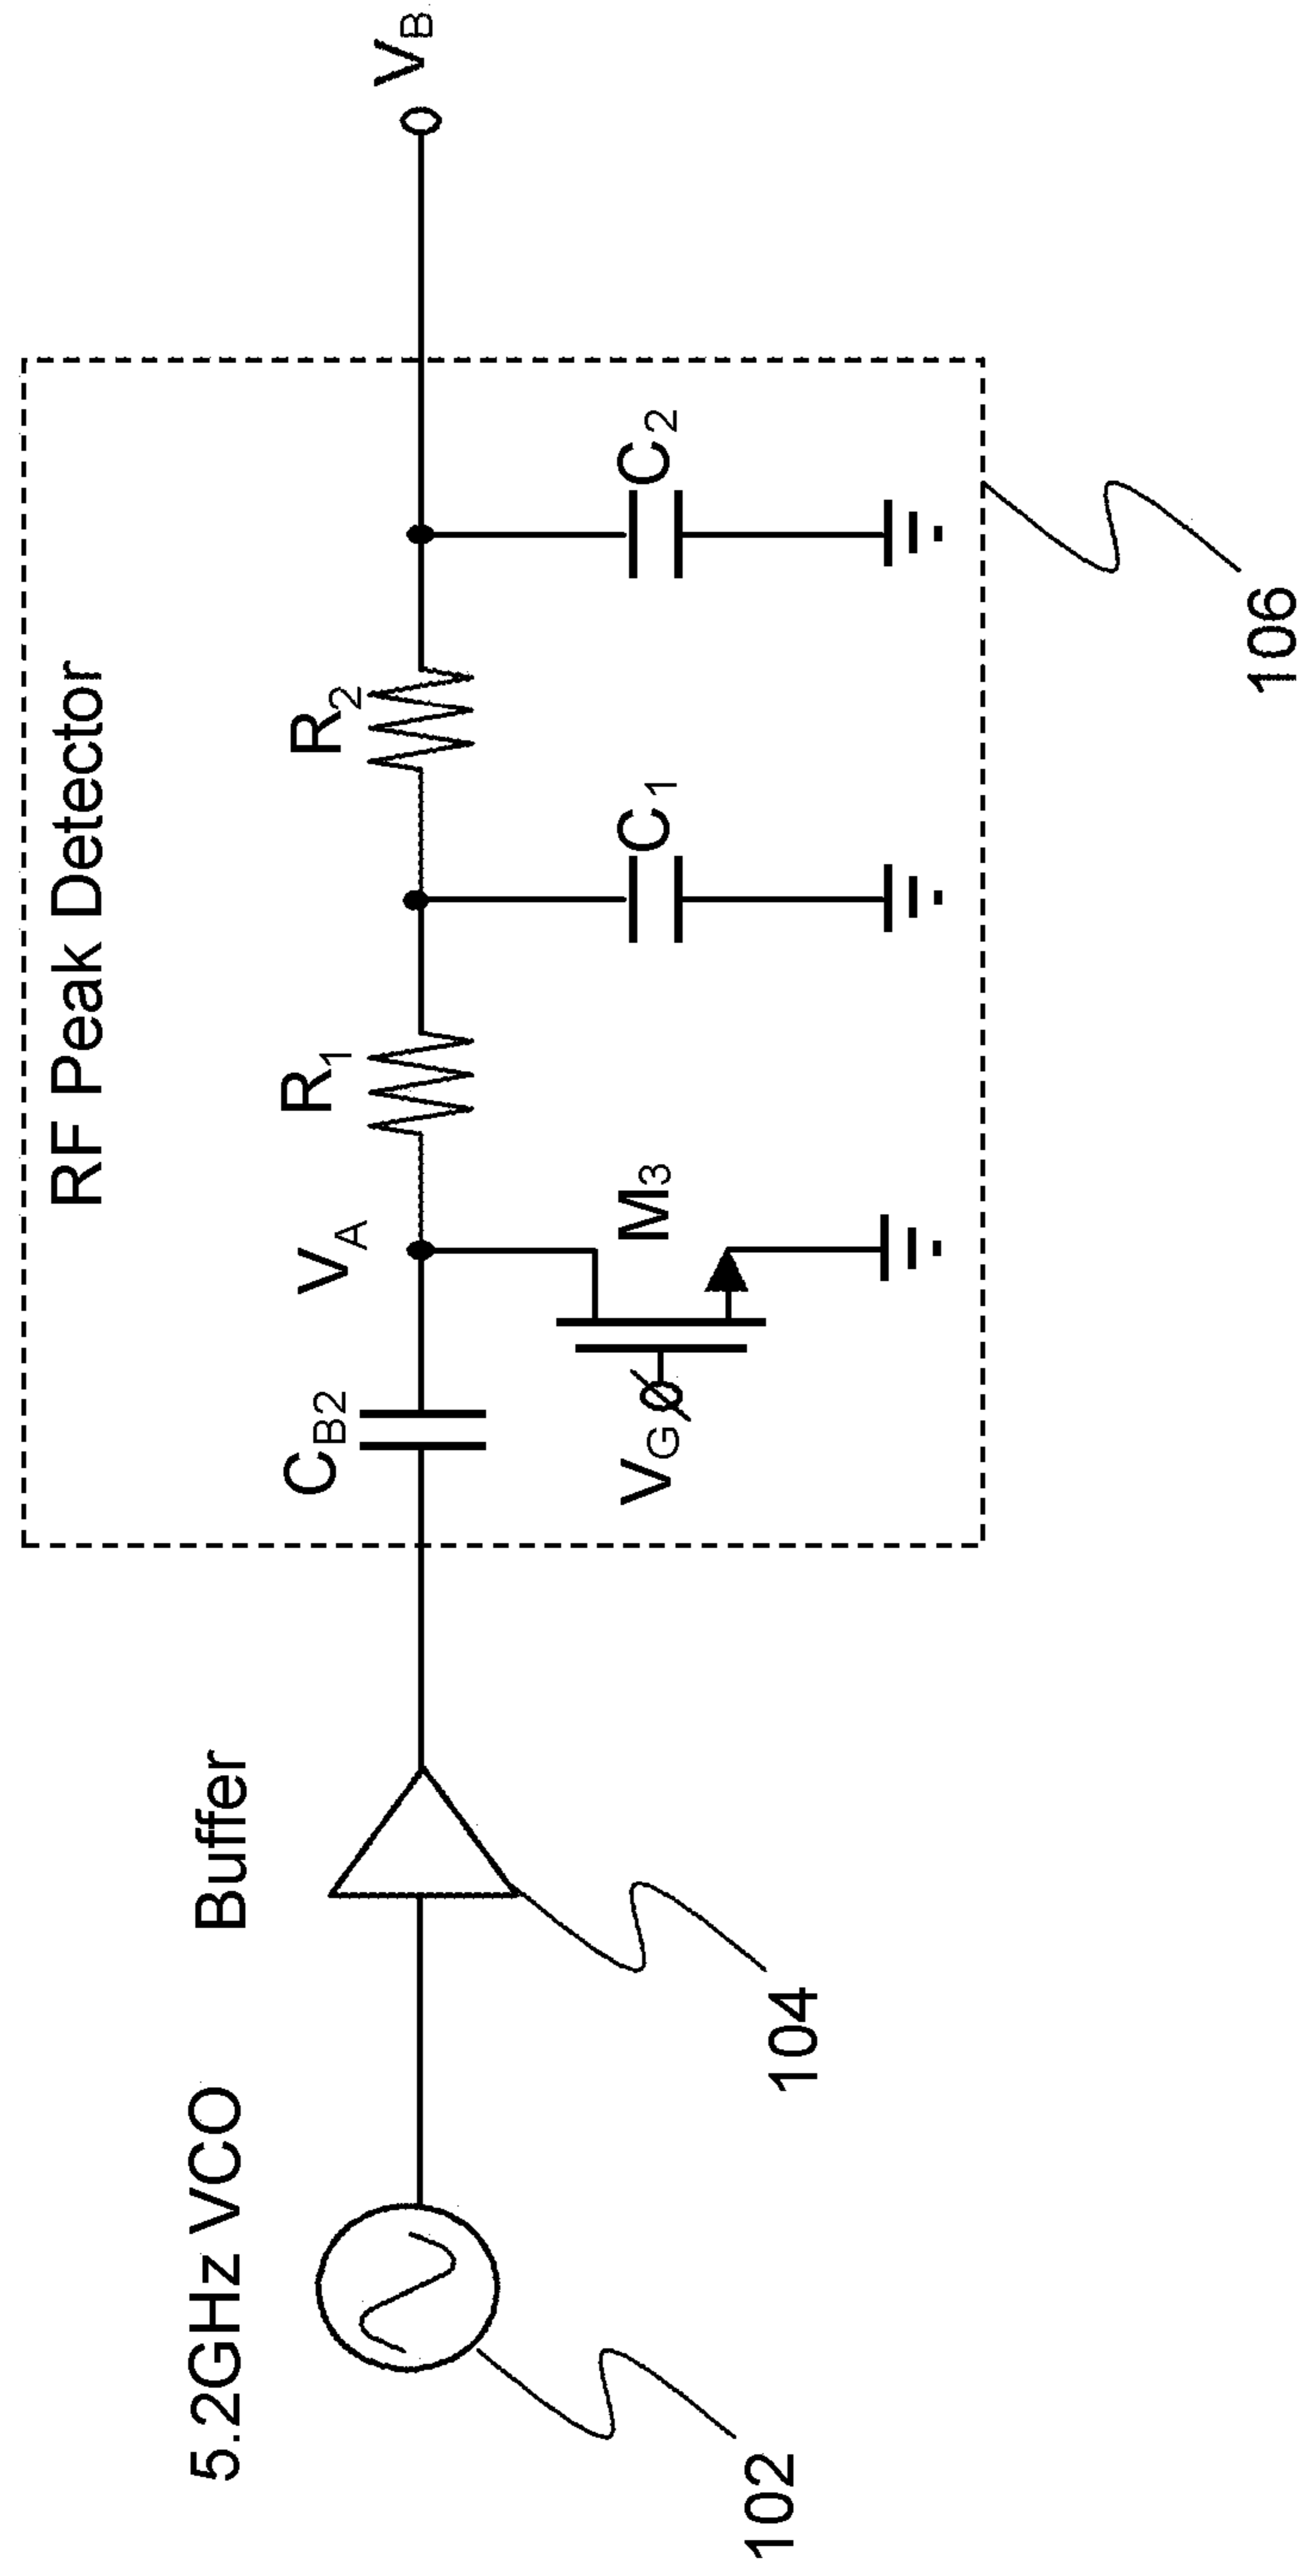 RF Peak Detector
5.2GHz VCO
Buffer
C_B2
V_A
R_1
R_2
V_B
V_G
M_3
C_1
C_2
102
104
106